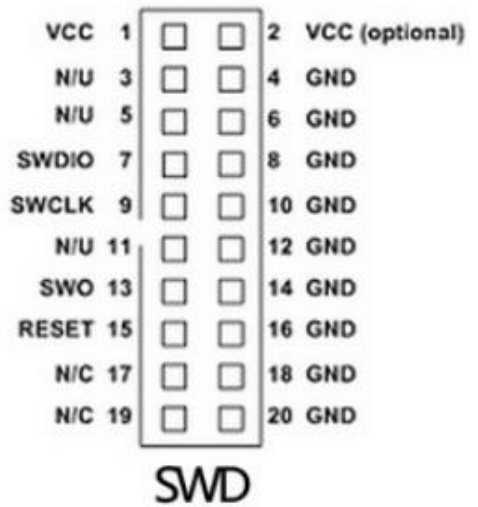 VCC 1 2 VCC (optional)
N/U 3 4 GND
N/U 5 6 GND
SWDIO 7 8 GND
SWCLK 9 10 GND
N/U 11 12 GND
SWO 13 14 GND
RESET 15 16 GND
N/C 17 18 GND
N/C 19 20 GND
SWD